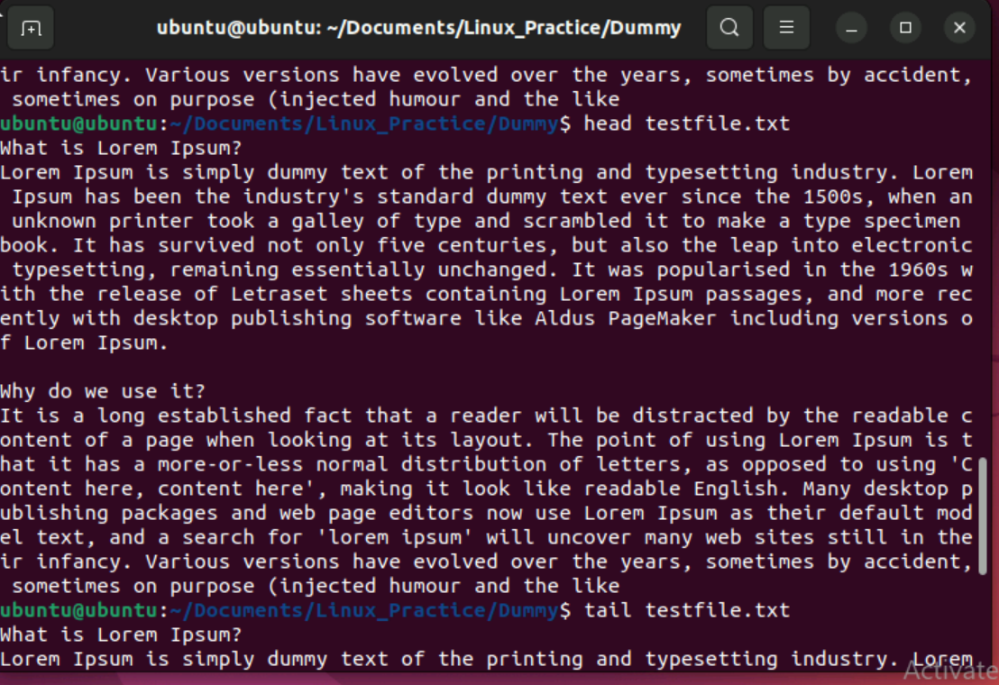 ubuntu@ubuntu: ~/Documents/Linux_Practice/Dummy
ir infancy. Various versions have evolved over the years, sometimes by accident,
 sometimes on purpose (injected humour and the like
ubuntu@ubuntu:~/Documents/Linux_Practice/Dummy$ head testfile.txt
What is Lorem Ipsum?
Lorem Ipsum is simply dummy text of the printing and typesetting industry. Lorem
 Ipsum has been the industry's standard dummy text ever since the 1500s, when an
 unknown printer took a galley of type and scrambled it to make a type specimen
book. It has survived not only five centuries, but also the leap into electronic
 typesetting, remaining essentially unchanged. It was popularised in the 1960s w
ith the release of Letraset sheets containing Lorem Ipsum passages, and more rec
ently with desktop publishing software like Aldus PageMaker including versions o
f Lorem Ipsum.

Why do we use it?
It is a long established fact that a reader will be distracted by the readable c
ontent of a page when looking at its layout. The point of using Lorem Ipsum is t
hat it has a more-or-less normal distribution of letters, as opposed to using 'C
ontent here, content here', making it look like readable English. Many desktop p
ublishing packages and web page editors now use Lorem Ipsum as their default mod
el text, and a search for 'lorem ipsum' will uncover many web sites still in the
ir infancy. Various versions have evolved over the years, sometimes by accident,
 sometimes on purpose (injected humour and the like
ubuntu@ubuntu:~/Documents/Linux_Practice/Dummy$ tail testfile.txt
What is Lorem Ipsum?
Lorem Ipsum is simply dummy text of the printing and typesetting industry. Lorem
Activate